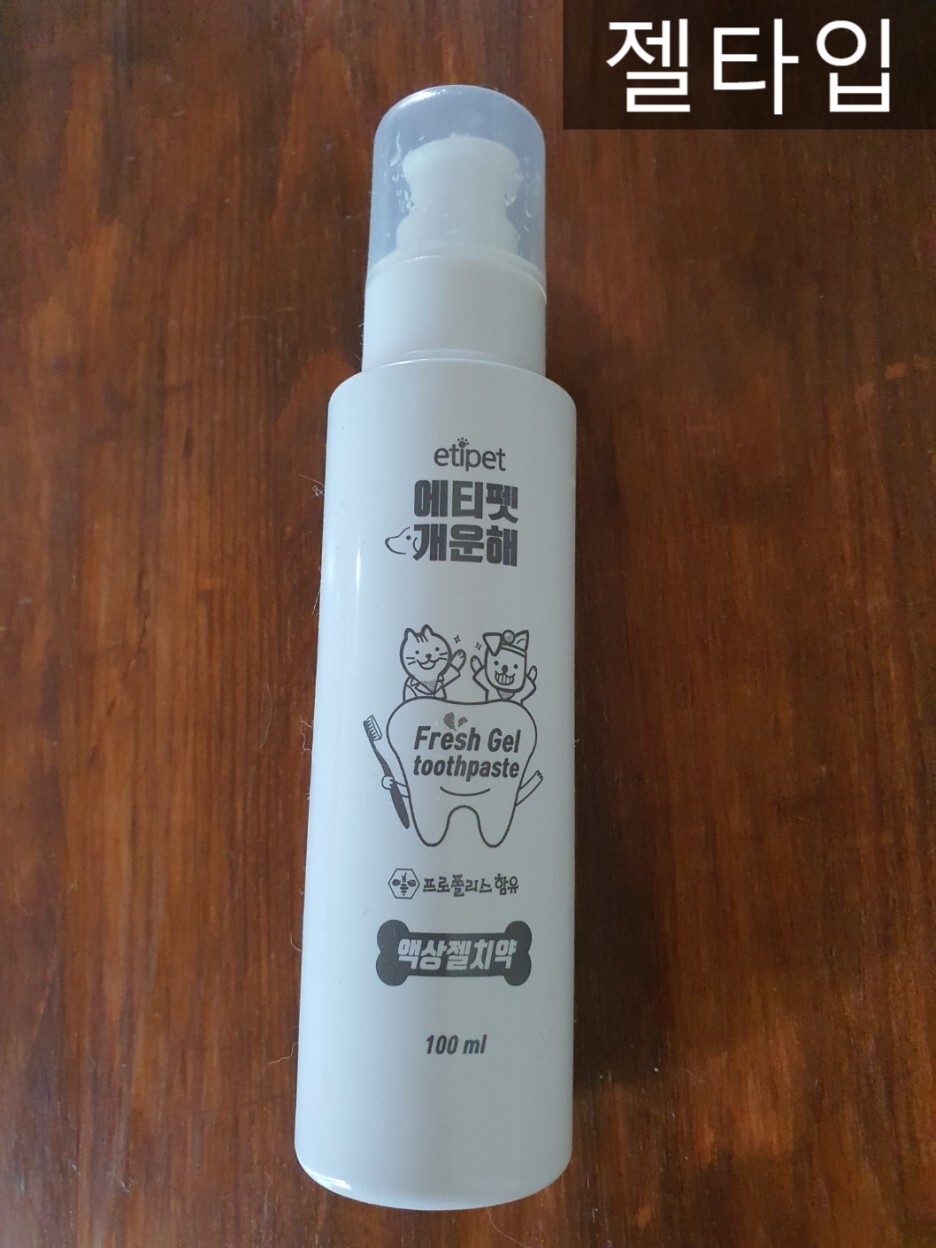 젤타입
etipet
에티펫
개운해
Fresh Gel
toothpaste
프로폴리스 함유
액상젤치약
100 ml